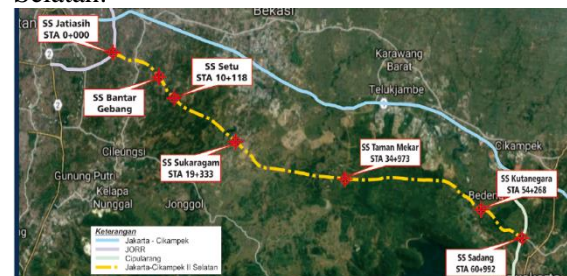 Selatan.
Bekasi
SS Jatiasih
STA 0+000
SS Setu
STA 10+118
Karawang
Barat
Telukjambe
SS Bantar
Gebang
Cikampek
Cileungsi
SS Sukaragam
STA 19+333
SS Taman Mekar
STA 34+973
SS Kutanegara
STA 54+268
Gunung Putri
Kelapa
Nunggal
Jonggol
Bedeng
SS Sadang
STA 60+992
Keterangan
Jakarta - Cikampek
JORR
Cipularang
Jakarta-Cikampek II Selatan